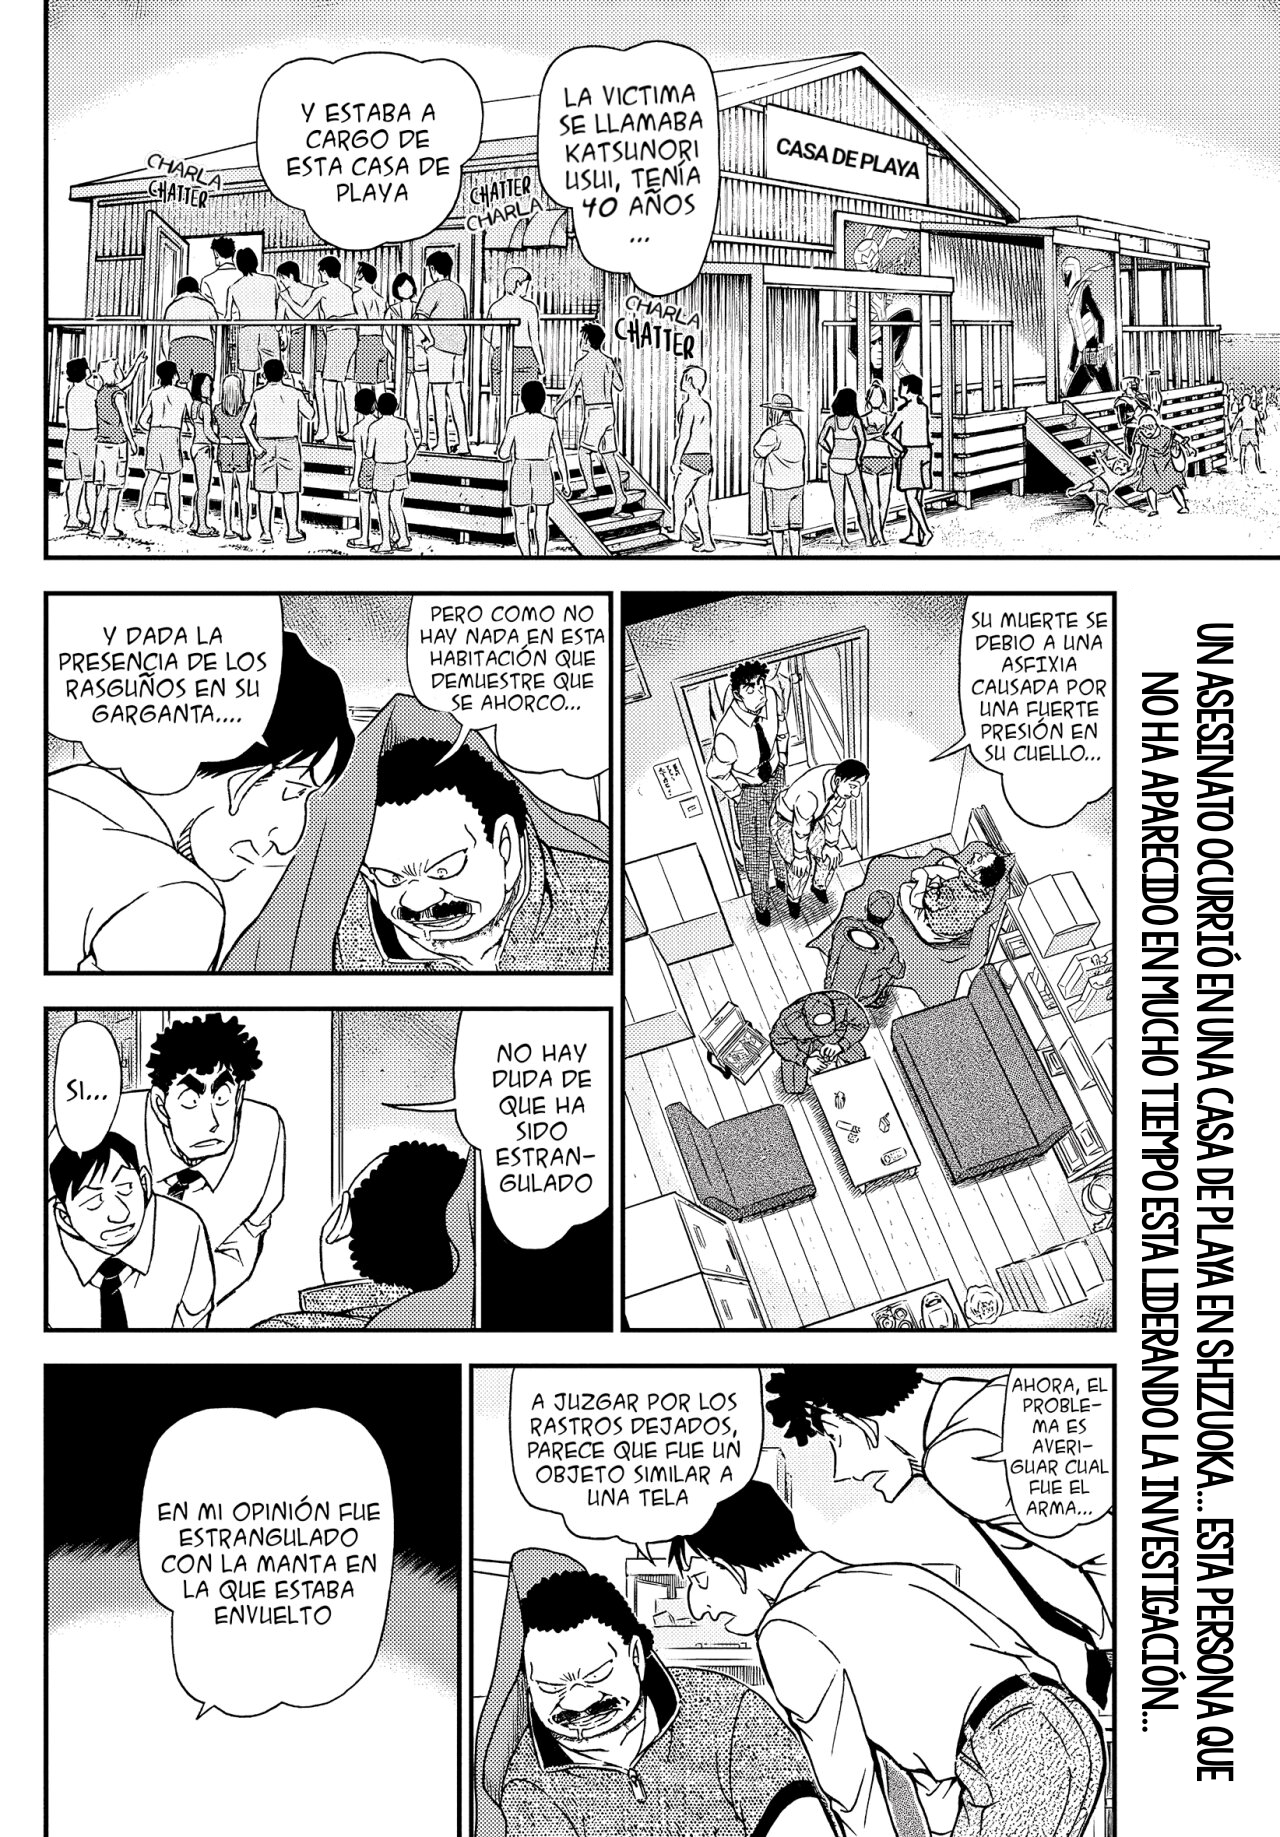 LA VICTIMA
SE LLAMABA
KATSUNORI
USUI, TENÍA
40 AÑOS
...
Y ESTABA A
CARGO DE
ESTA CASA DE
PLAYA
CASA DE PLAYA
CHARLA
CHATTER
CHATTER
CHARLA
CHARLA
CHATTER
UN ASESINATO OCURRIÓ EN UNA CASA DE PLAYA EN SHIZUOKA... ESTA PERSONA QUE
NO HA APARECIDO EN MUCHO TIEMPO ESTA LIDERANDO LA INVESTIGACIÓN...
SU MUERTE SE
DEBIO A UNA
ASFIXIA
CAUSADA POR
UNA FUERTE
PRESIÓN EN
SU CUELLO...
PERO COMO NO
HAY NADA EN ESTA
HABITACIÓN QUE
DEMUESTRE QUE
SE AHORCO...
Y DADA LA
PRESENCIA DE LOS
RASGUÑOS EN SU
GARGANTA....
NO HAY
DUDA DE
QUE HA
SIDO
ESTRAN-
GULADO
SI...
AHORA, EL
PROBLE-
MA ES
AVERI-
GUAR CUAL
FUE EL
ARMA...
A JUZGAR POR LOS
RASTROS DEJADOS,
PARECE QUE FUE UN
OBJETO SIMILAR A
UNA TELA
EN MI OPINIÓN FUE
ESTRANGULADO
CON LA MANTA EN
LA QUE ESTABA
ENVUELTO